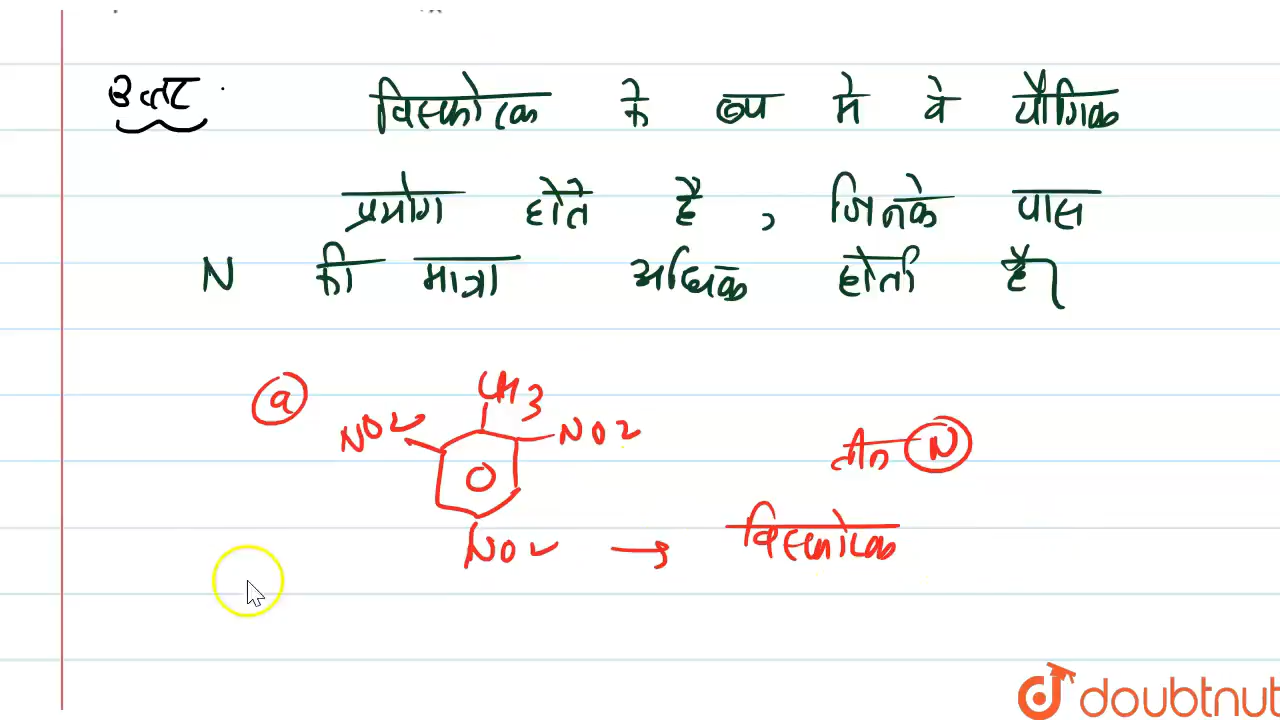 उत्तर
विस्फोटक के रूप मे वे यौगिक
प्रयोग होते है , जिनके पास
N की मात्रा अधिक होती है।
a
CH3
NO2
NO2
तीन N
NO2 → विस्फोटक
doubtnut